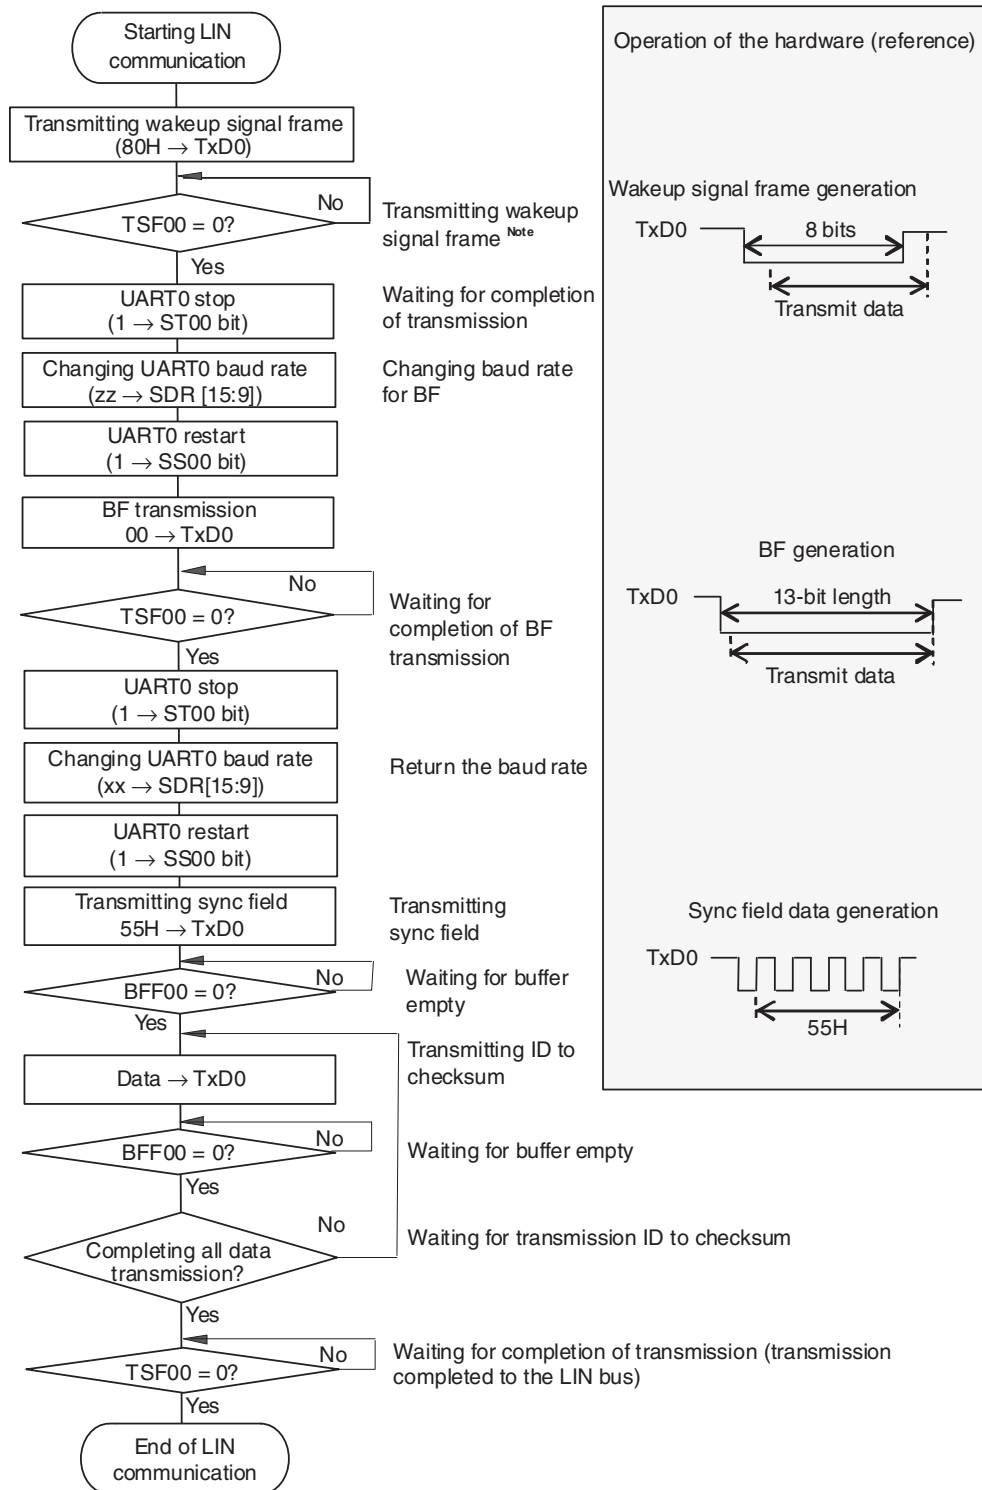 Starting LIN
communication
Transmitting wakeup signal frame
(80H → TxD0)
TSF00 = 0?
No
Yes
Transmitting wakeup
signal frame Note
UART0 stop
(1 → ST00 bit)
Waiting for completion
of transmission
Changing UART0 baud rate
(zz → SDR [15:9])
Changing baud rate
for BF
UART0 restart
(1 → SS00 bit)
BF transmission
00 → TxD0
No
TSF00 = 0?
Yes
Waiting for
completion of BF
transmission
UART0 stop
(1 → ST00 bit)
Changing UART0 baud rate
(xx → SDR[15:9])
Return the baud rate
UART0 restart
(1 → SS00 bit)
Transmitting sync field
55H → TxD0
Transmitting
sync field
BFF00 = 0?
No
Yes
Waiting for buffer
empty
Data → TxD0
Transmitting ID to
checksum
BFF00 = 0?
No
Yes
Waiting for buffer empty
Completing all data
transmission?
No
Yes
Waiting for transmission ID to checksum
TSF00 = 0?
No
Yes
Waiting for completion of transmission (transmission
completed to the LIN bus)
End of LIN
communication
Operation of the hardware (reference)
Wakeup signal frame generation
TxD0
8 bits
Transmit data
BF generation
TxD0
13-bit length
Transmit data
Sync field data generation
TxD0
55H